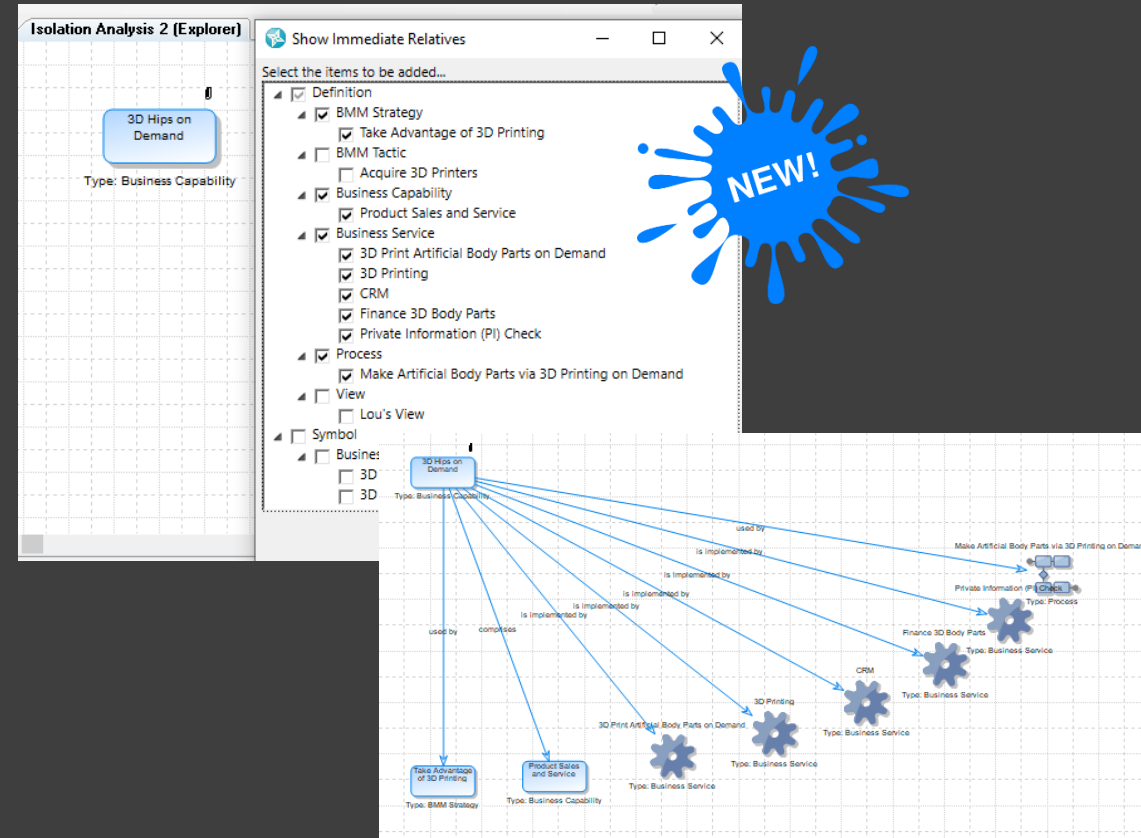 Isolation Analysis 2 (Explorer)
3D Hips on
Demand
Type: Business Capability
Show Immediate Relatives
Select the items to be added...
Definition
BMM Strategy
Take Advantage of 3D Printing
BMM Tactic
Acquire 3D Printers
Business Capability
Product Sales and Service
Business Service
3D Print Artificial Body Parts on Demand
3D Printing
CRM
Finance 3D Body Parts
Private Information (PI) Check
Process
Make Artificial Body Parts via 3D Printing on Demand
View
Lou's View
Symbol
Busines
3D
3D
NEW!
3D Hips on
Demand
Type: Business Capability
used by
is implemented by
is implemented by
is implemented by
is implemented by
is implemented by
used by
comprises
Make Artificial Body Parts via 3D Printing on Deman
Type: Process
Private Information (PI) Check
Type: Business Service
Finance 3D Body Parts
Type: Business Service
CRM
Type: Business Service
3D Printing
Type: Business Service
3D Print Artificial Body Parts on Demand
Type: Business Service
Product Sales
and Service
Type: Business Capability
Take Advantage
of 3D Printing
Type: BMM Strategy